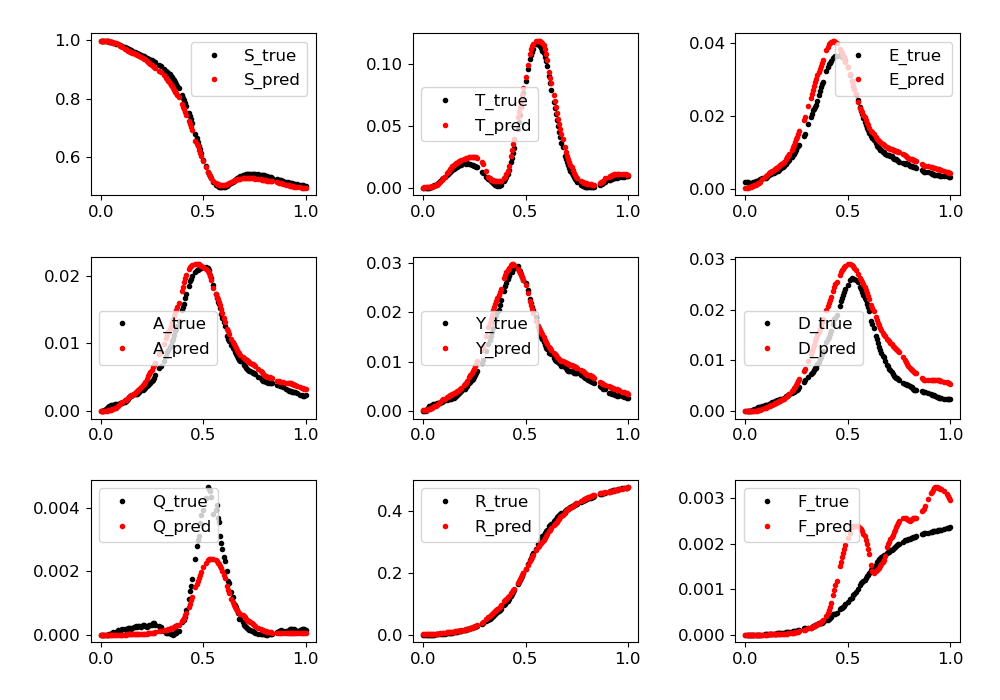 1.0
0.8
0.6
0.0 0.5 1.0
S_true
S_pred
0.10
0.05
0.00
0.0 0.5 1.0
T_true
T_pred
0.04
0.02
0.00
0.0 0.5 1.0
E_true
E_pred
0.02
0.01
0.00
0.0 0.5 1.0
A_true
A_pred
0.03
0.02
0.01
0.00
0.0 0.5 1.0
Y_true
Y_pred
0.03
0.02
0.01
0.00
0.0 0.5 1.0
D_true
D_pred
0.004
0.002
0.000
0.0 0.5 1.0
Q_true
Q_pred
0.4
0.2
0.0
0.0 0.5 1.0
R_true
R_pred
0.003
0.002
0.001
0.000
0.0 0.5 1.0
F_true
F_pred